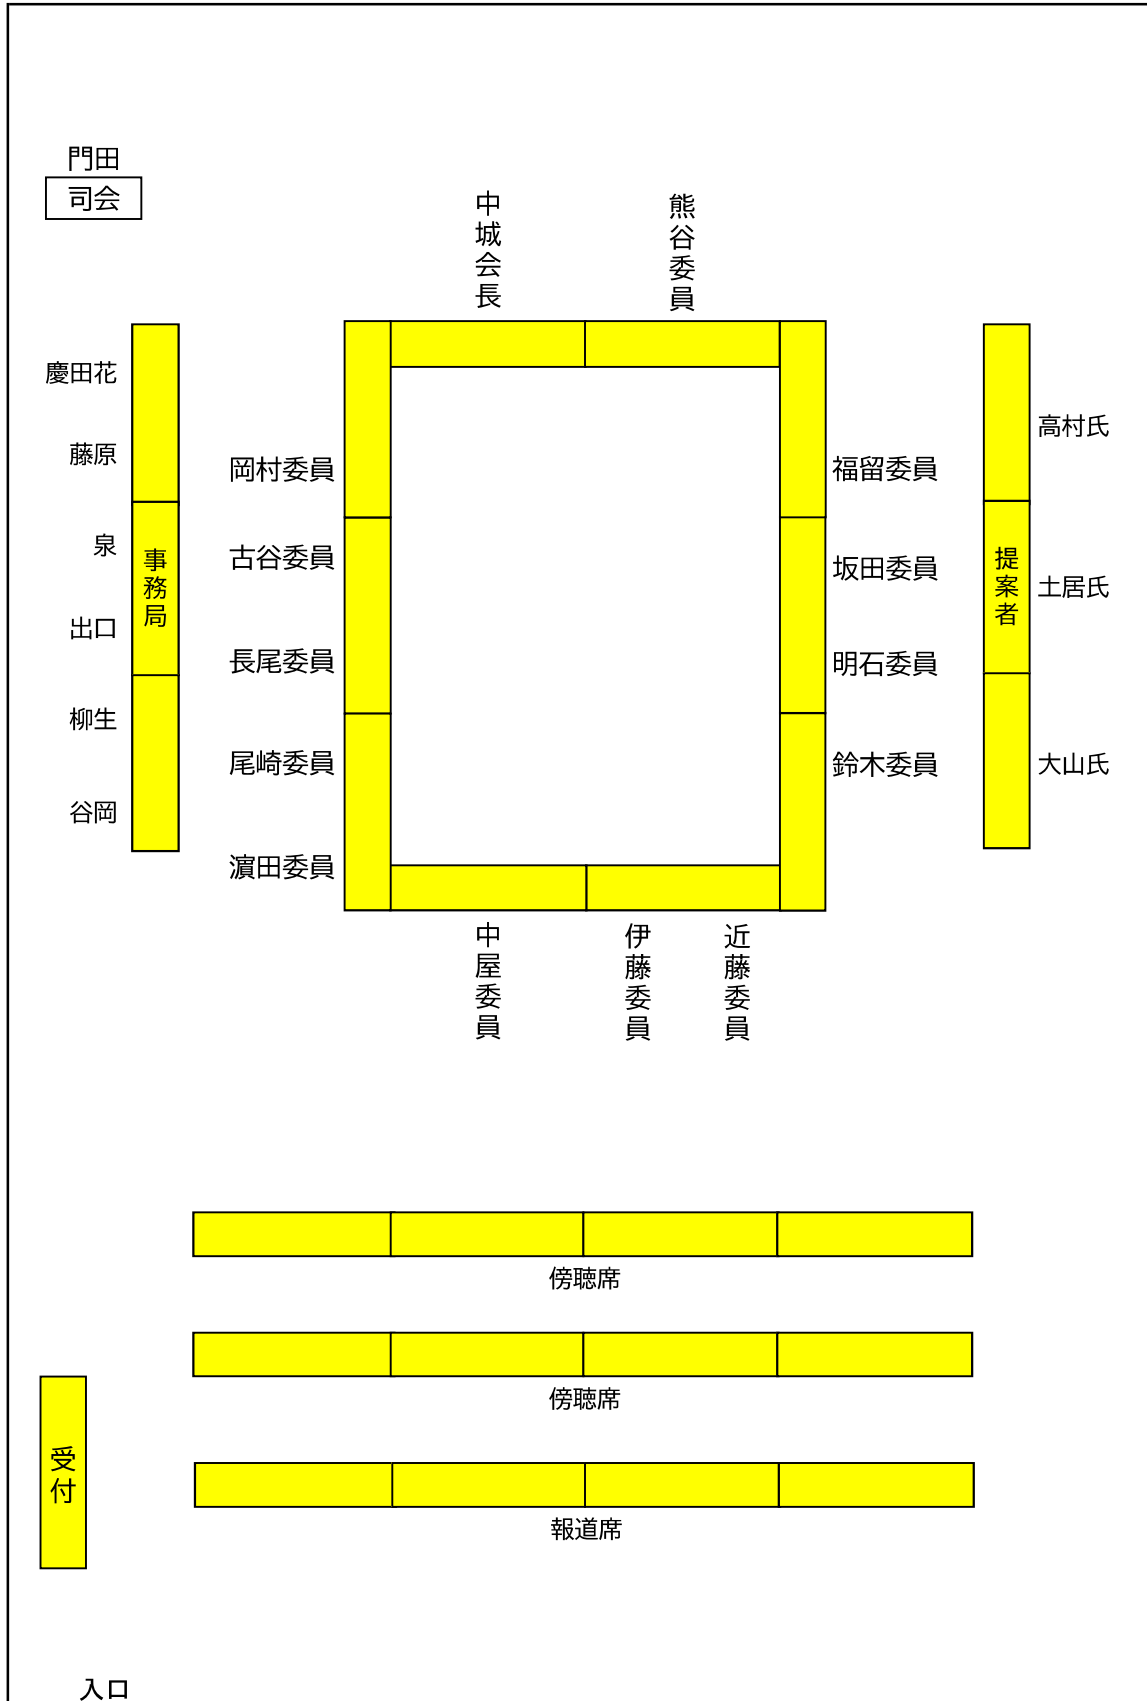 門田
司会
中城会長
熊谷委員
慶田花
藤原
泉
出口
柳生
谷岡
事務局
岡村委員
古谷委員
長尾委員
尾崎委員
濵田委員
福留委員
坂田委員
明石委員
鈴木委員
提案者
高村氏
土居氏
大山氏
中屋委員
伊藤委員
近藤委員
傍聴席
傍聴席
報道席
受付
入口